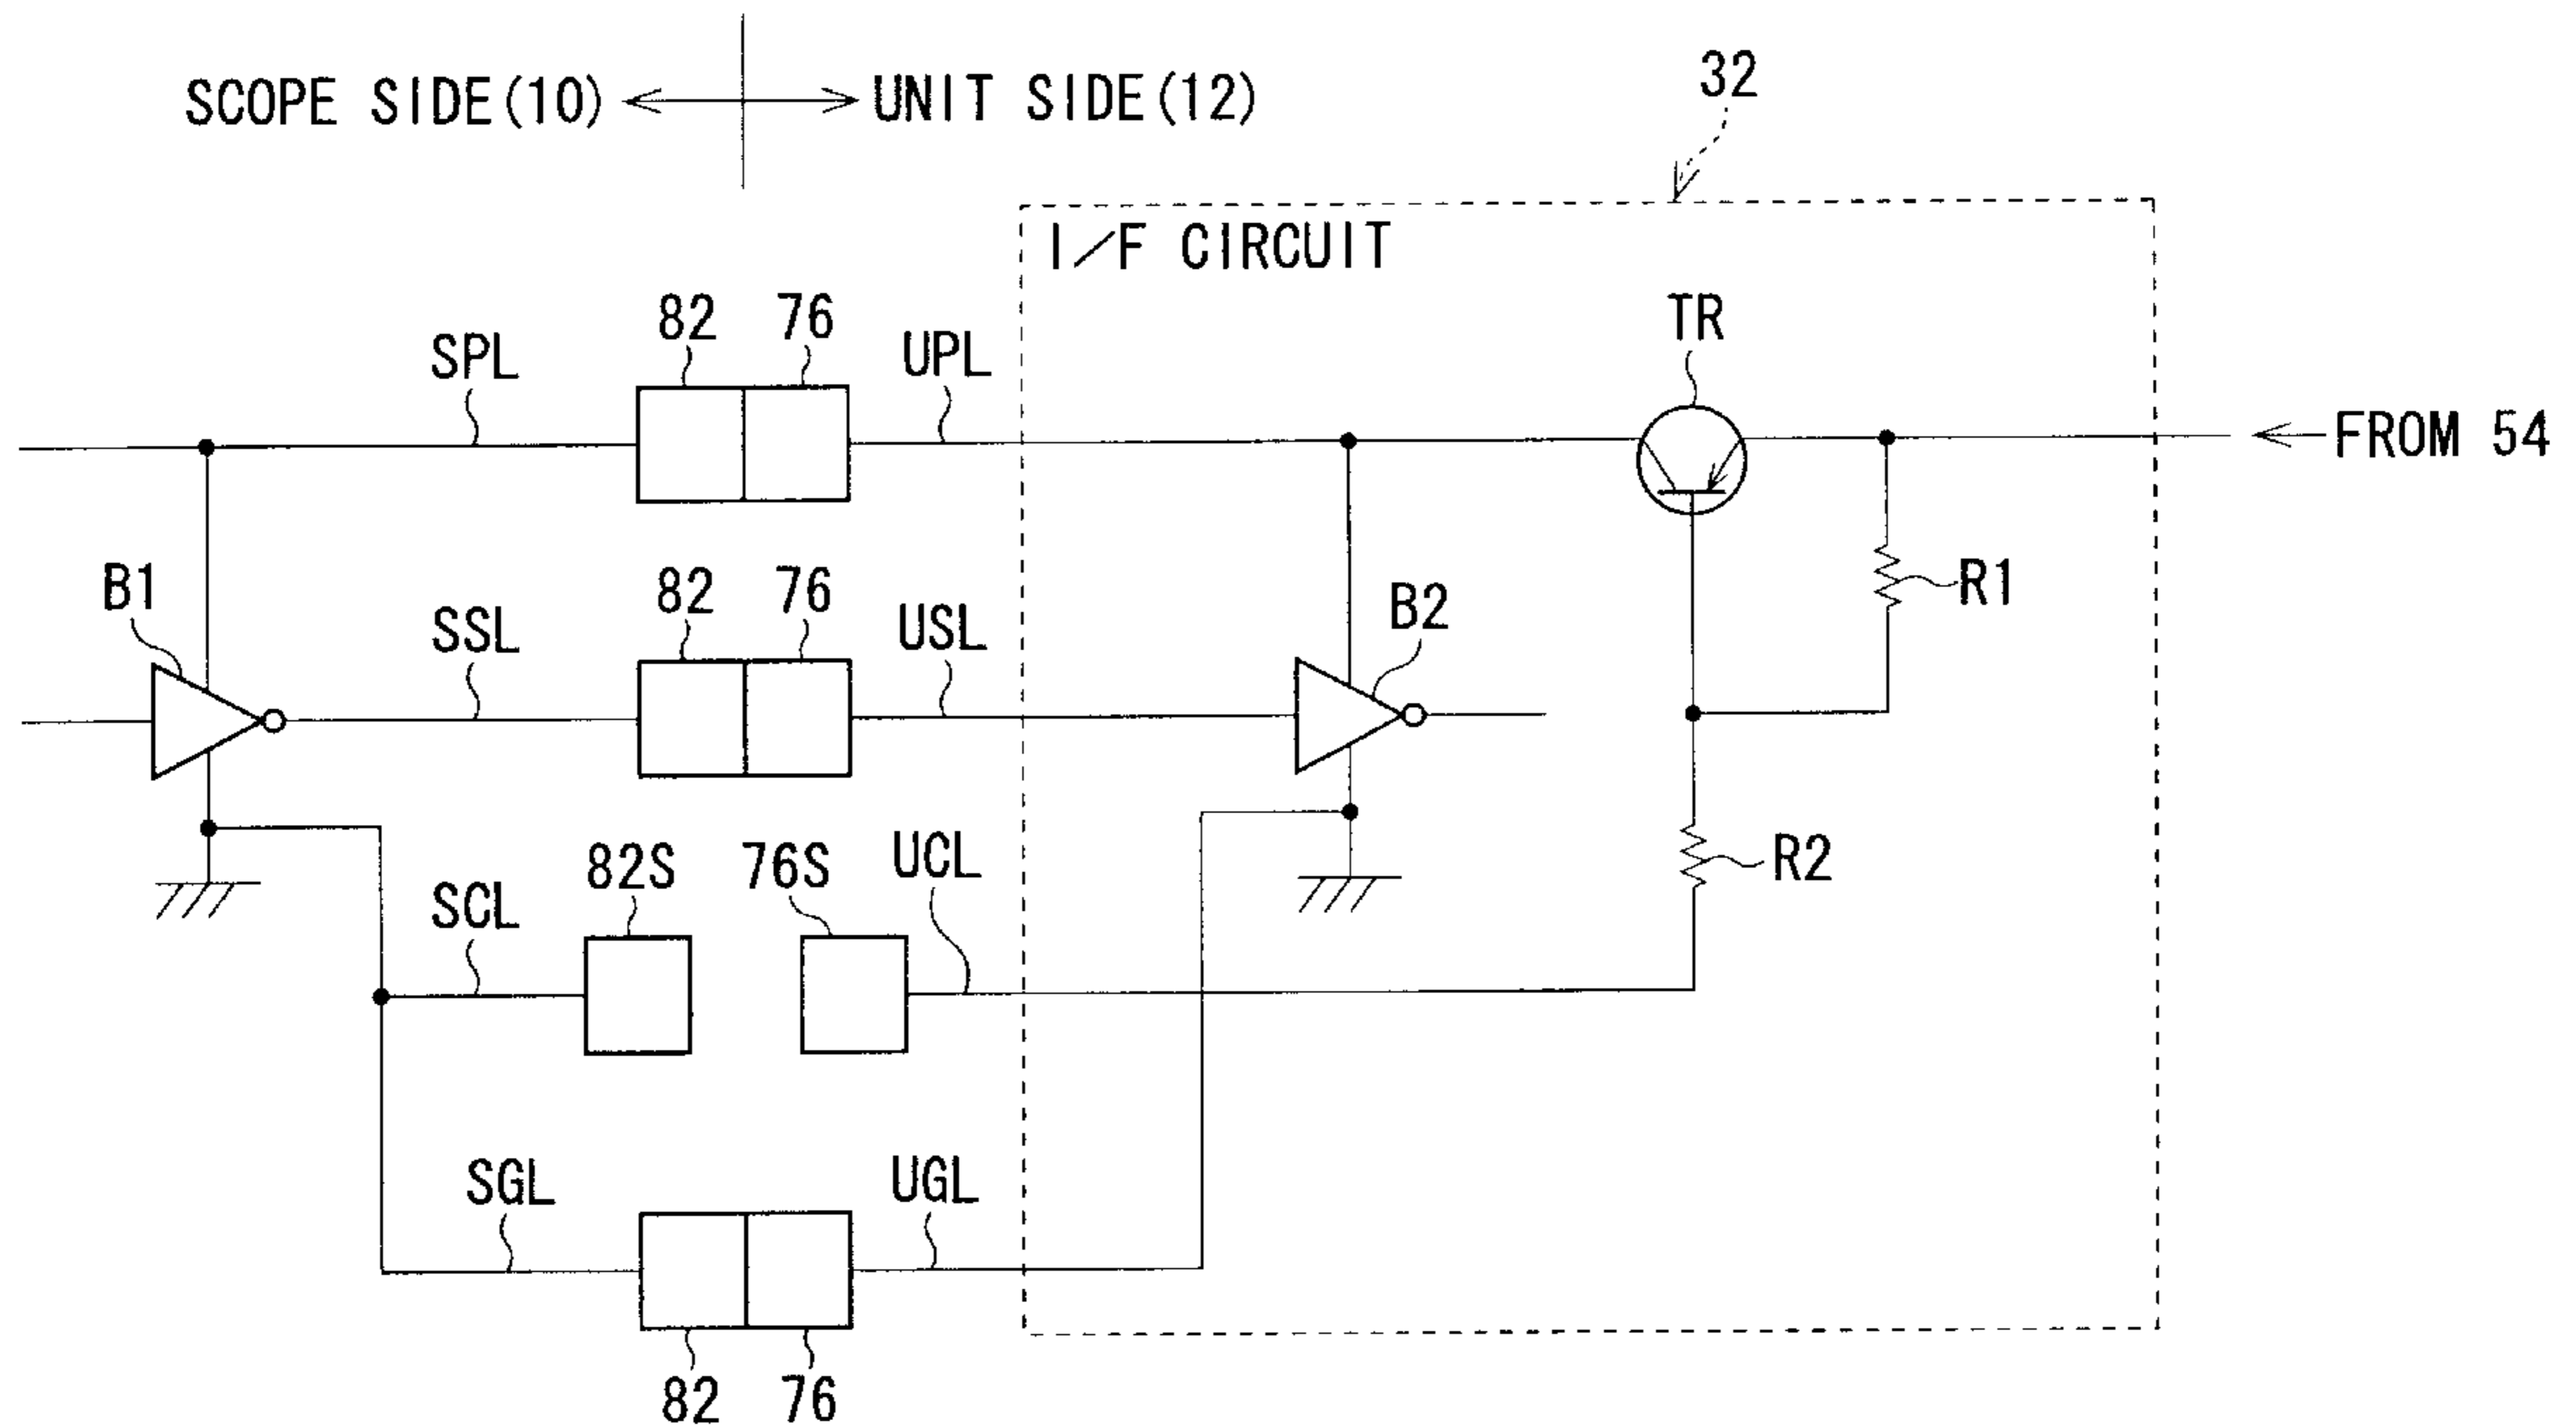 SCOPE SIDE(10)
UNIT SIDE(12)
32
I/F CIRCUIT
82
76
TR
SPL
UPL
FROM 54
B1
82
76
B2
R1
SSL
USL
82S
76S
UCL
R2
SCL
SGL
UGL
82
76